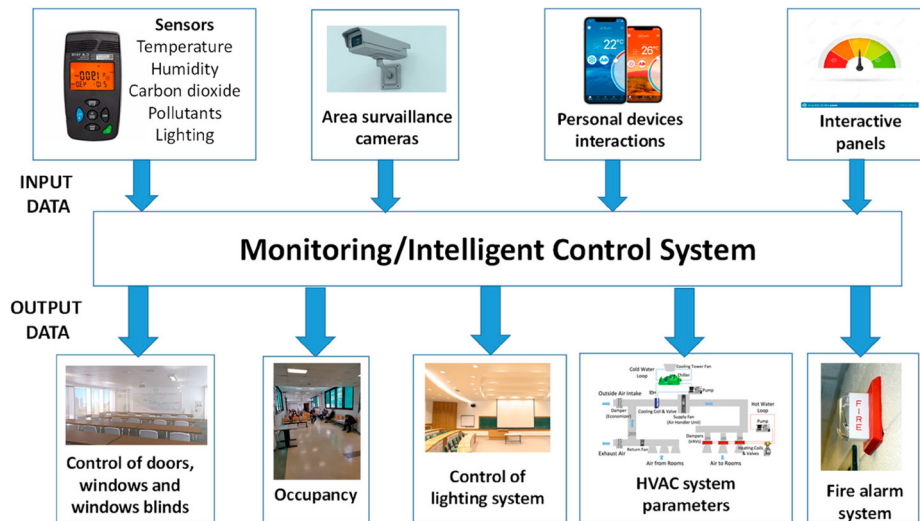 Sensors
Temperature
Humidity
Carbon dioxide
Pollutants
Lighting
Area survaillance
cameras
22°C
26°C
Personal devices
interactions
Interactive
panels
INPUT
DATA
Monitoring/Intelligent Control System
OUTPUT
DATA
Control of doors,
windows and
windows blinds
Occupancy
Control of
lighting system
Cooling Tower Fan
Cold Water
Loop
Chiller
Pump
Outside Air Intake
Damper
(Economizer)
Cooling Coil & Valve
Supply Fan
(Air Handler Unit)
Hot Water
Loop
Pump
Dampers
(VAV)
Heating Coils
& Valves
Return Fan
Exhaust Air
Air from Rooms
Air to Rooms
HVAC system
parameters
FIRE
Fire alarm
system